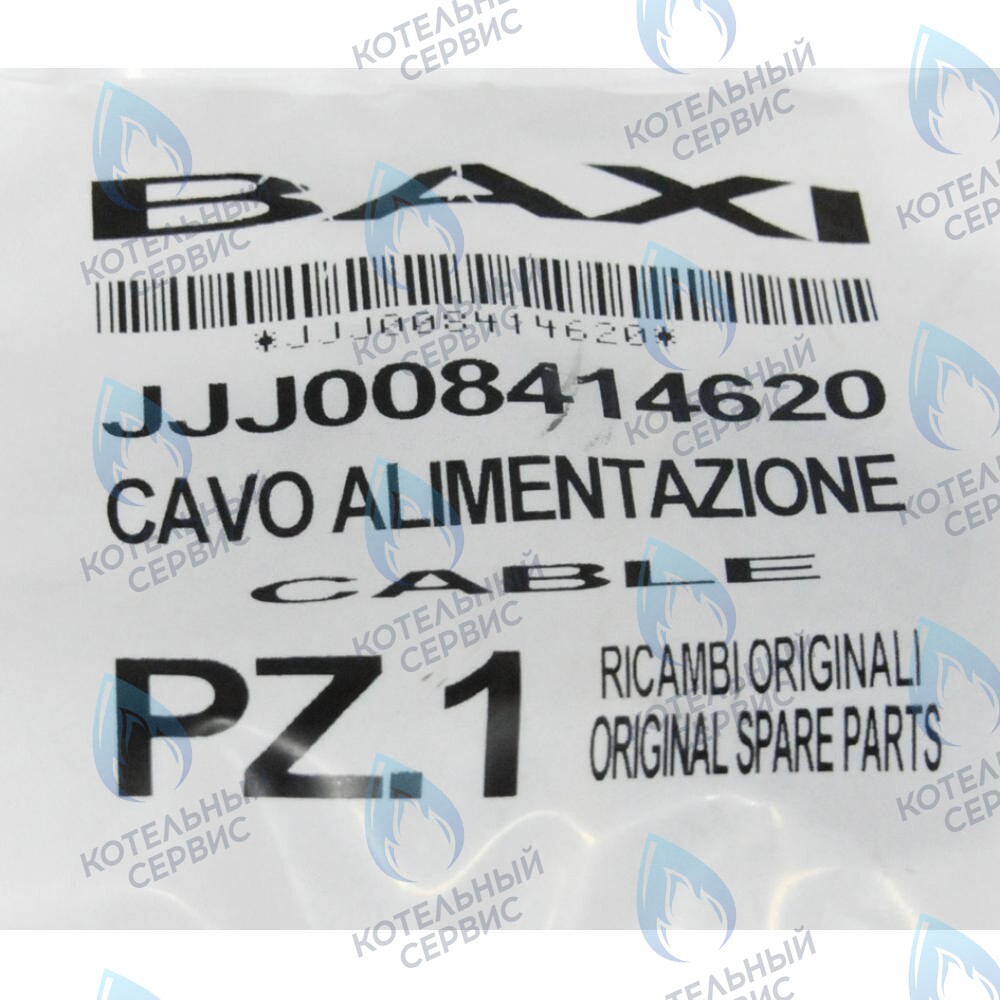 BAXI
*JJJ008414620*
JJJ008414620
CAVO ALIMENTAZIONE
CABLE
PZ.1
RICAMBI ORIGINALI
ORIGINAL SPARE PARTS
КОТЕЛЬНЫЙ
СЕРВИС